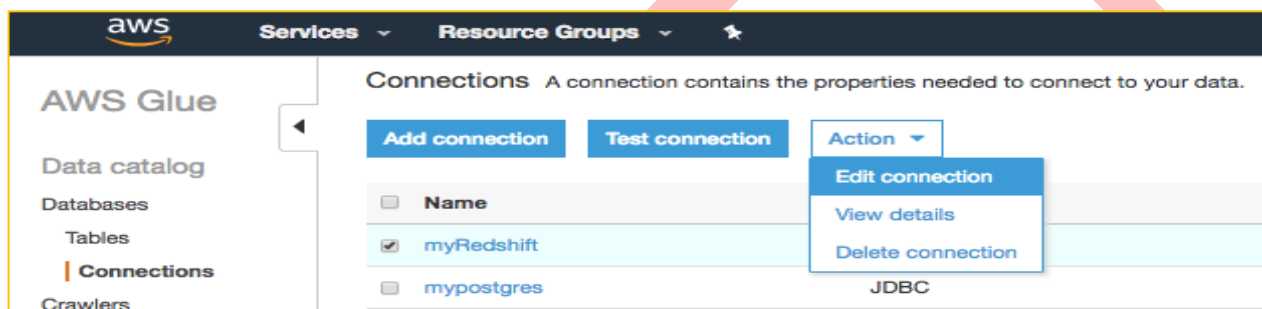 aws Services Resource Groups
AWS Glue
Data catalog
Databases
Tables
Connections
Crawlers
Connections A connection contains the properties needed to connect to your data.
Add connection Test connection Action
Edit connection
View details
Delete connection
Name
myRedshift
mypostgres JDBC